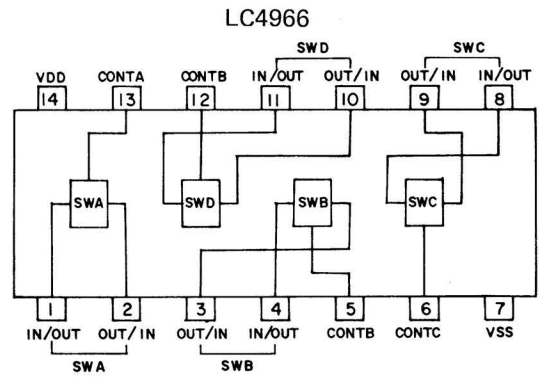 LC4966
SWD SWC
VDD CONTA CONTB IN/OUT OUT/IN OUT/IN IN/OUT
14 13 12 11 10 9 8
SWA SWD SWB SWC
1 2 3 4 5 6 7
IN/OUT OUT/IN OUT/IN IN/OUT CONTB CONTC VSS
SWA SWB